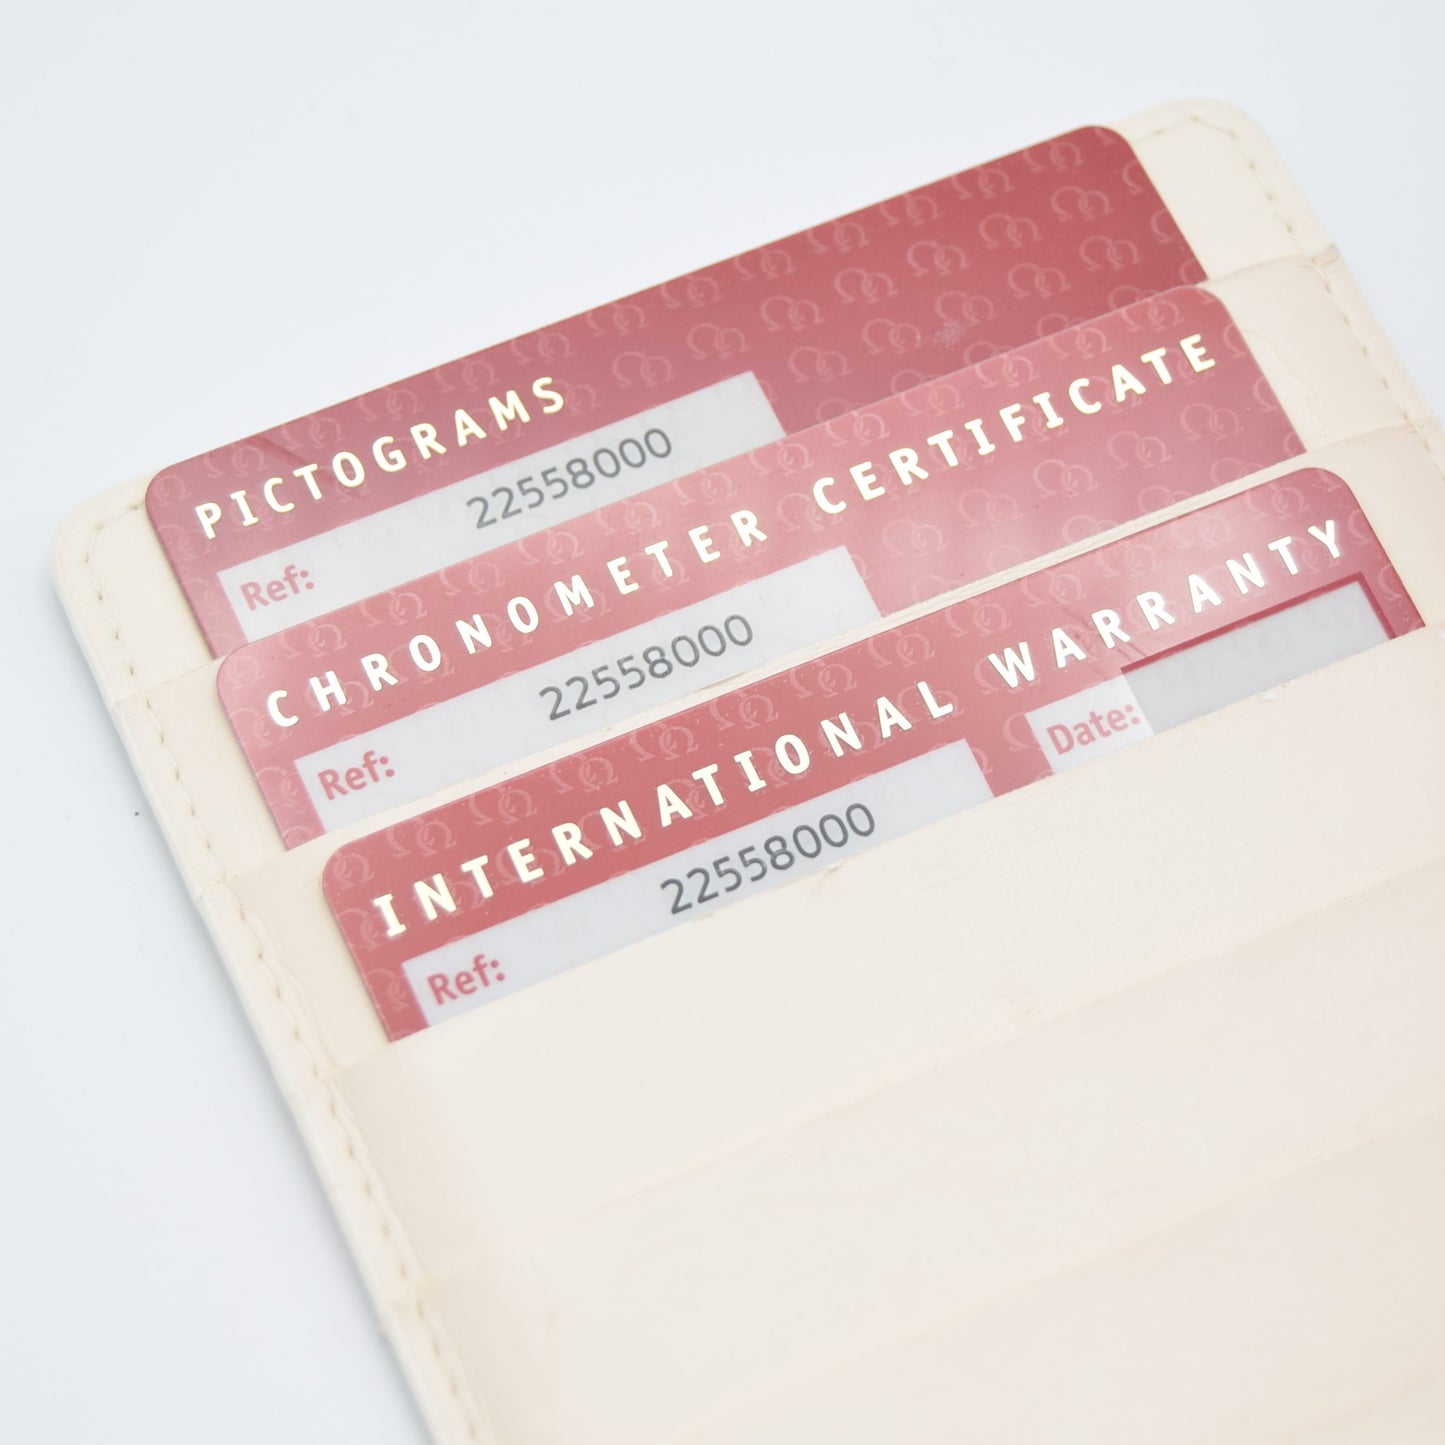 PICTOGRAMS
22558000
Ref:
CHRONOMETER CERTIFICATE
22558000
Ref:
INTERNATIONAL WARRANTY
Date:
22558000
Ref: